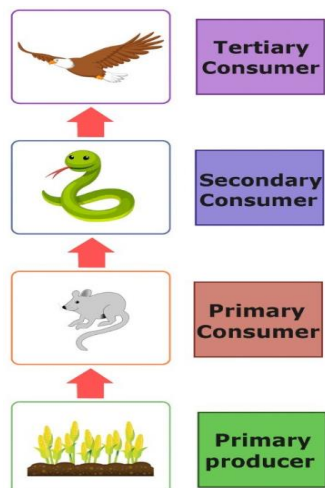 Tertiary
Consumer
Secondary
Consumer
Primary
Consumer
Primary
producer